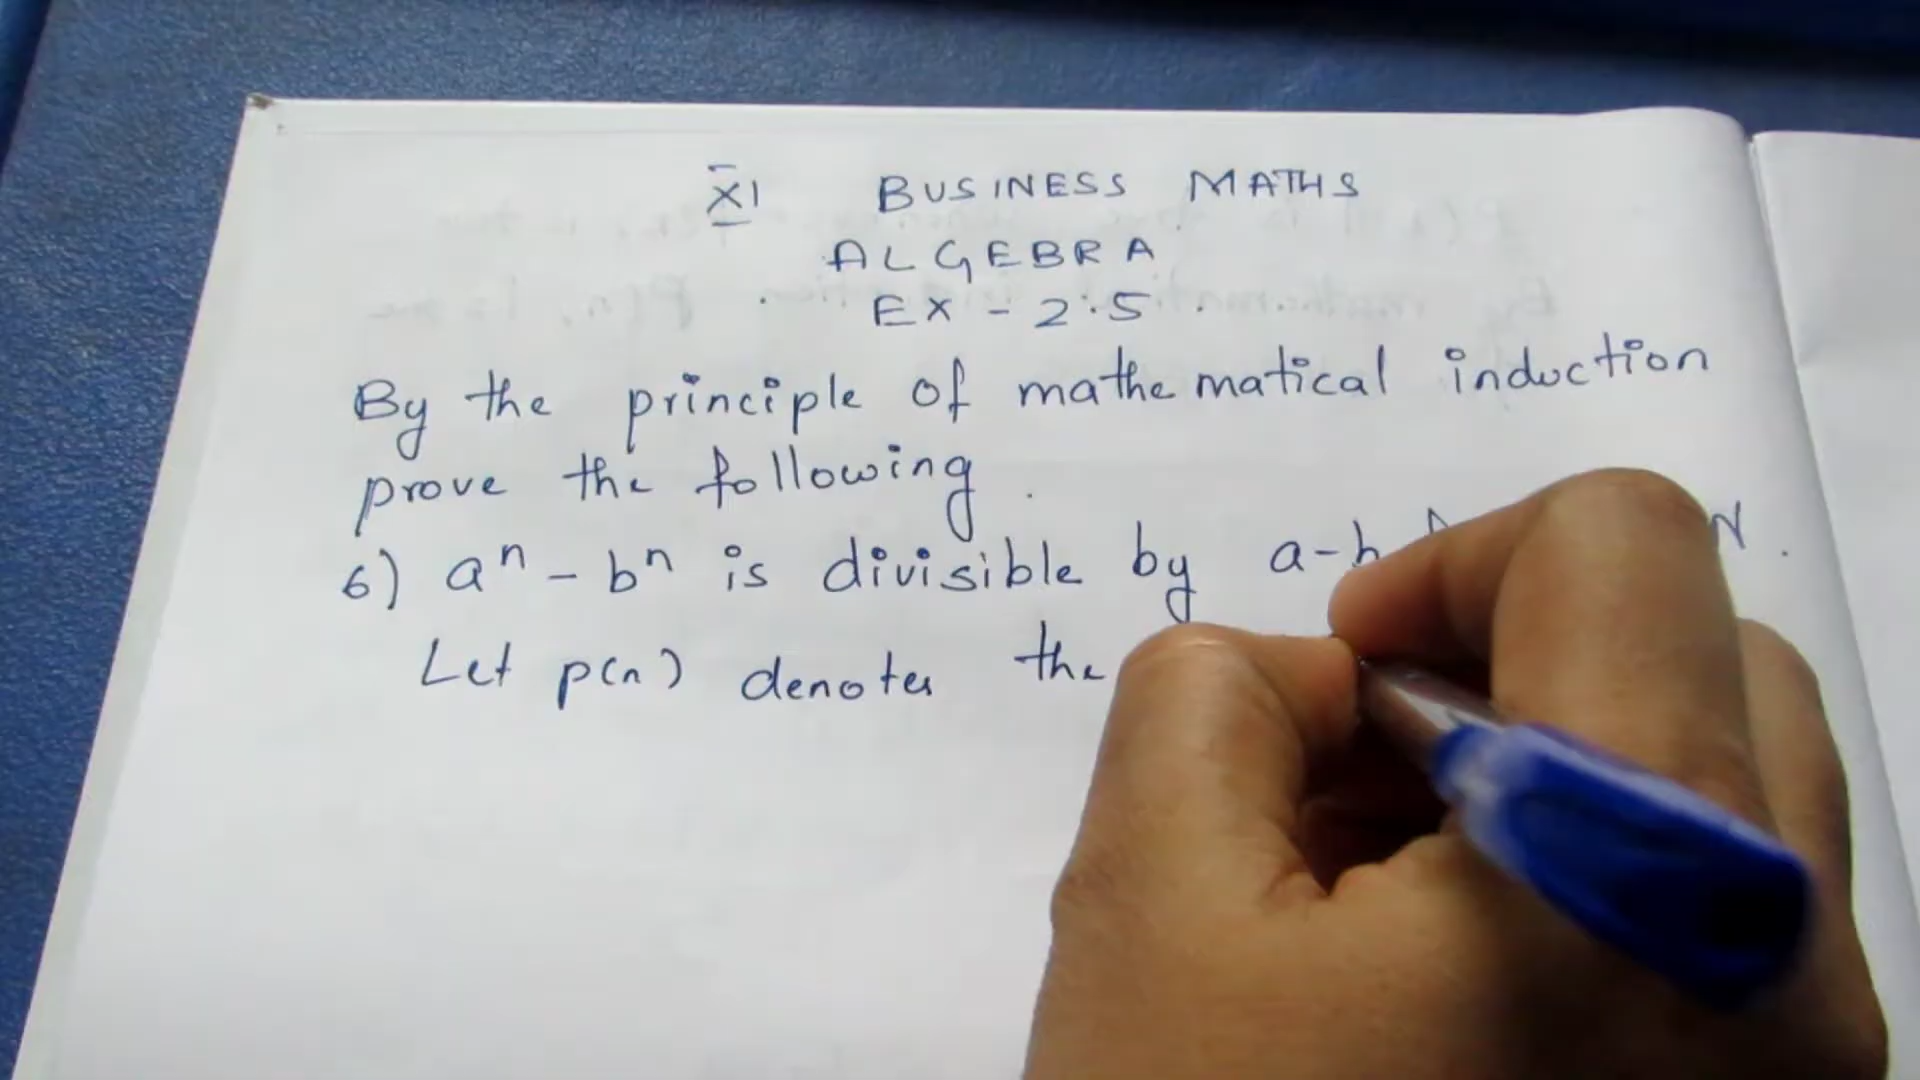 XI BUSINESS MATHS
ALGEBRA
EX - 2.5
By the principle of mathematical induction
prove the following
6) aⁿ - bⁿ is divisible by a-b N.
Let p(n) denotes the